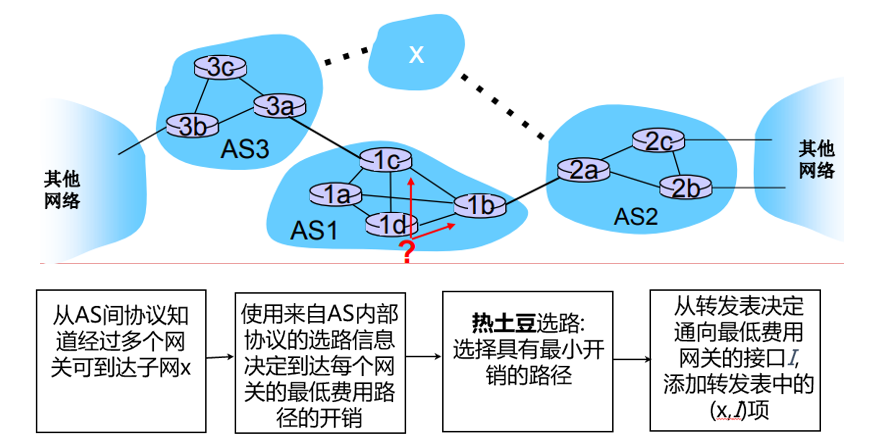 x
3c
3a
3b
AS3
其他
网络
1c
1a
1d
1b
AS1
?
2c
2a
2b
AS2
其他
网络
从AS间协议知
道经过多个网
关可到达子网x
使用来自AS内部
协议的选路信息
决定到达每个网
关的最低费用路
径的开销
热土豆选路:
选择具有最小开
销的路径
从转发表决定
通向最低费用
网关的接口I,
添加转发表中的
(x,I)项